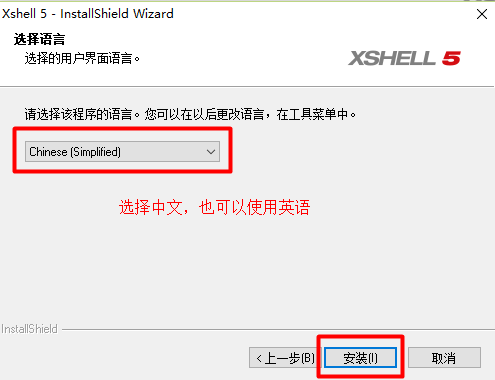 Xshell 5 - InstallShield Wizard
选择语言
选择的用户界面语言。
XSHELL 5
请选择该程序的语言。您可以在以后更改语言，在工具菜单中。
Chinese (Simplified)
选择中文，也可以使用英语
InstallShield
<上一步(B)
安装(I)
取消